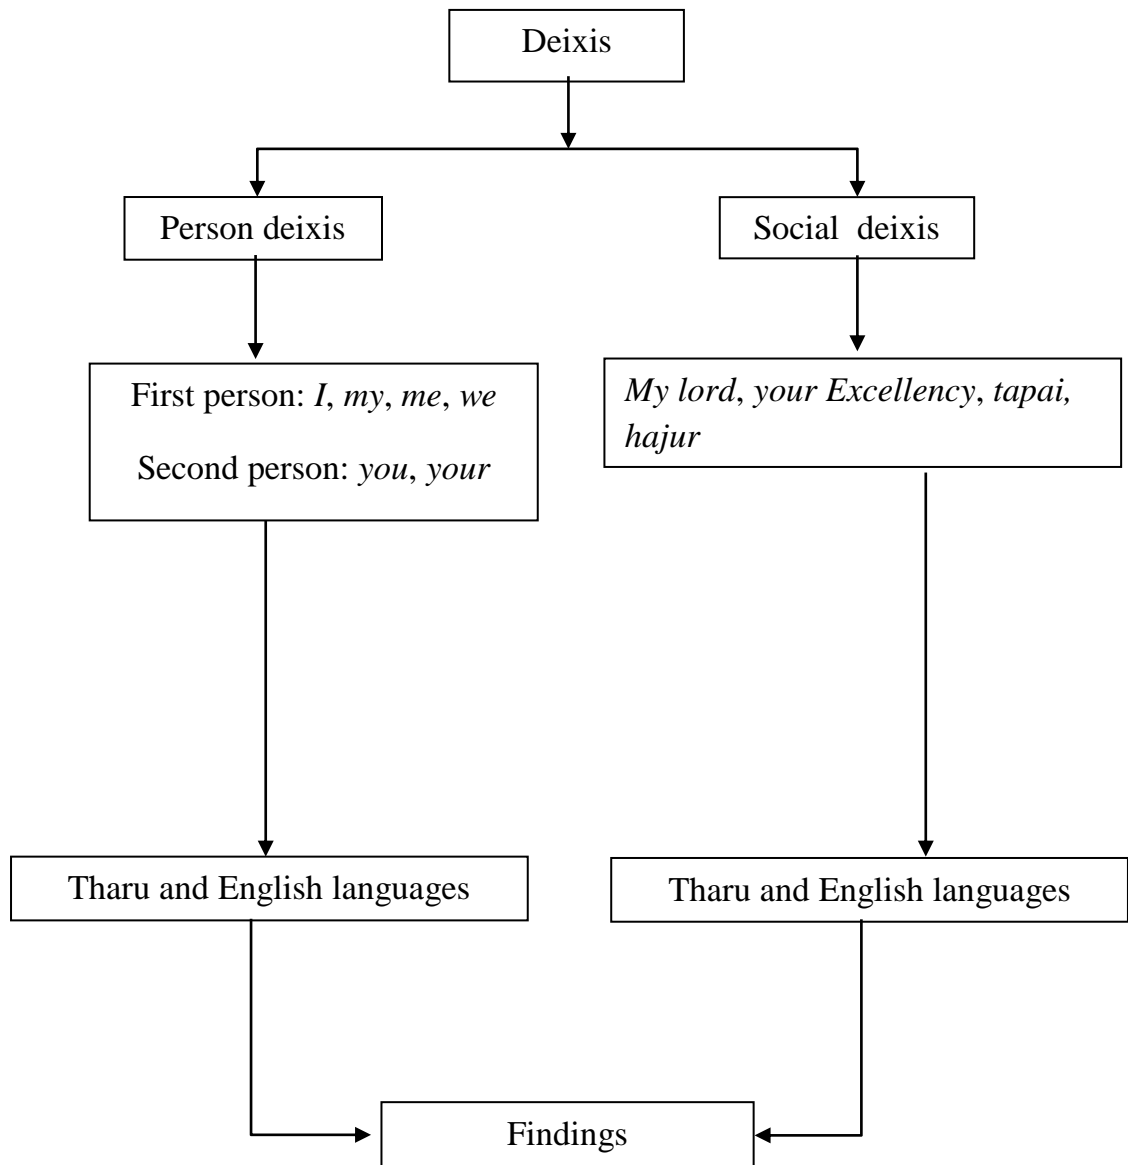 Deixis
Person deixis
Social deixis
First person: I, my, me, we
Second person: you, your
My lord, your Excellency, tapai,
hajur
Tharu and English languages
Tharu and English languages
Findings